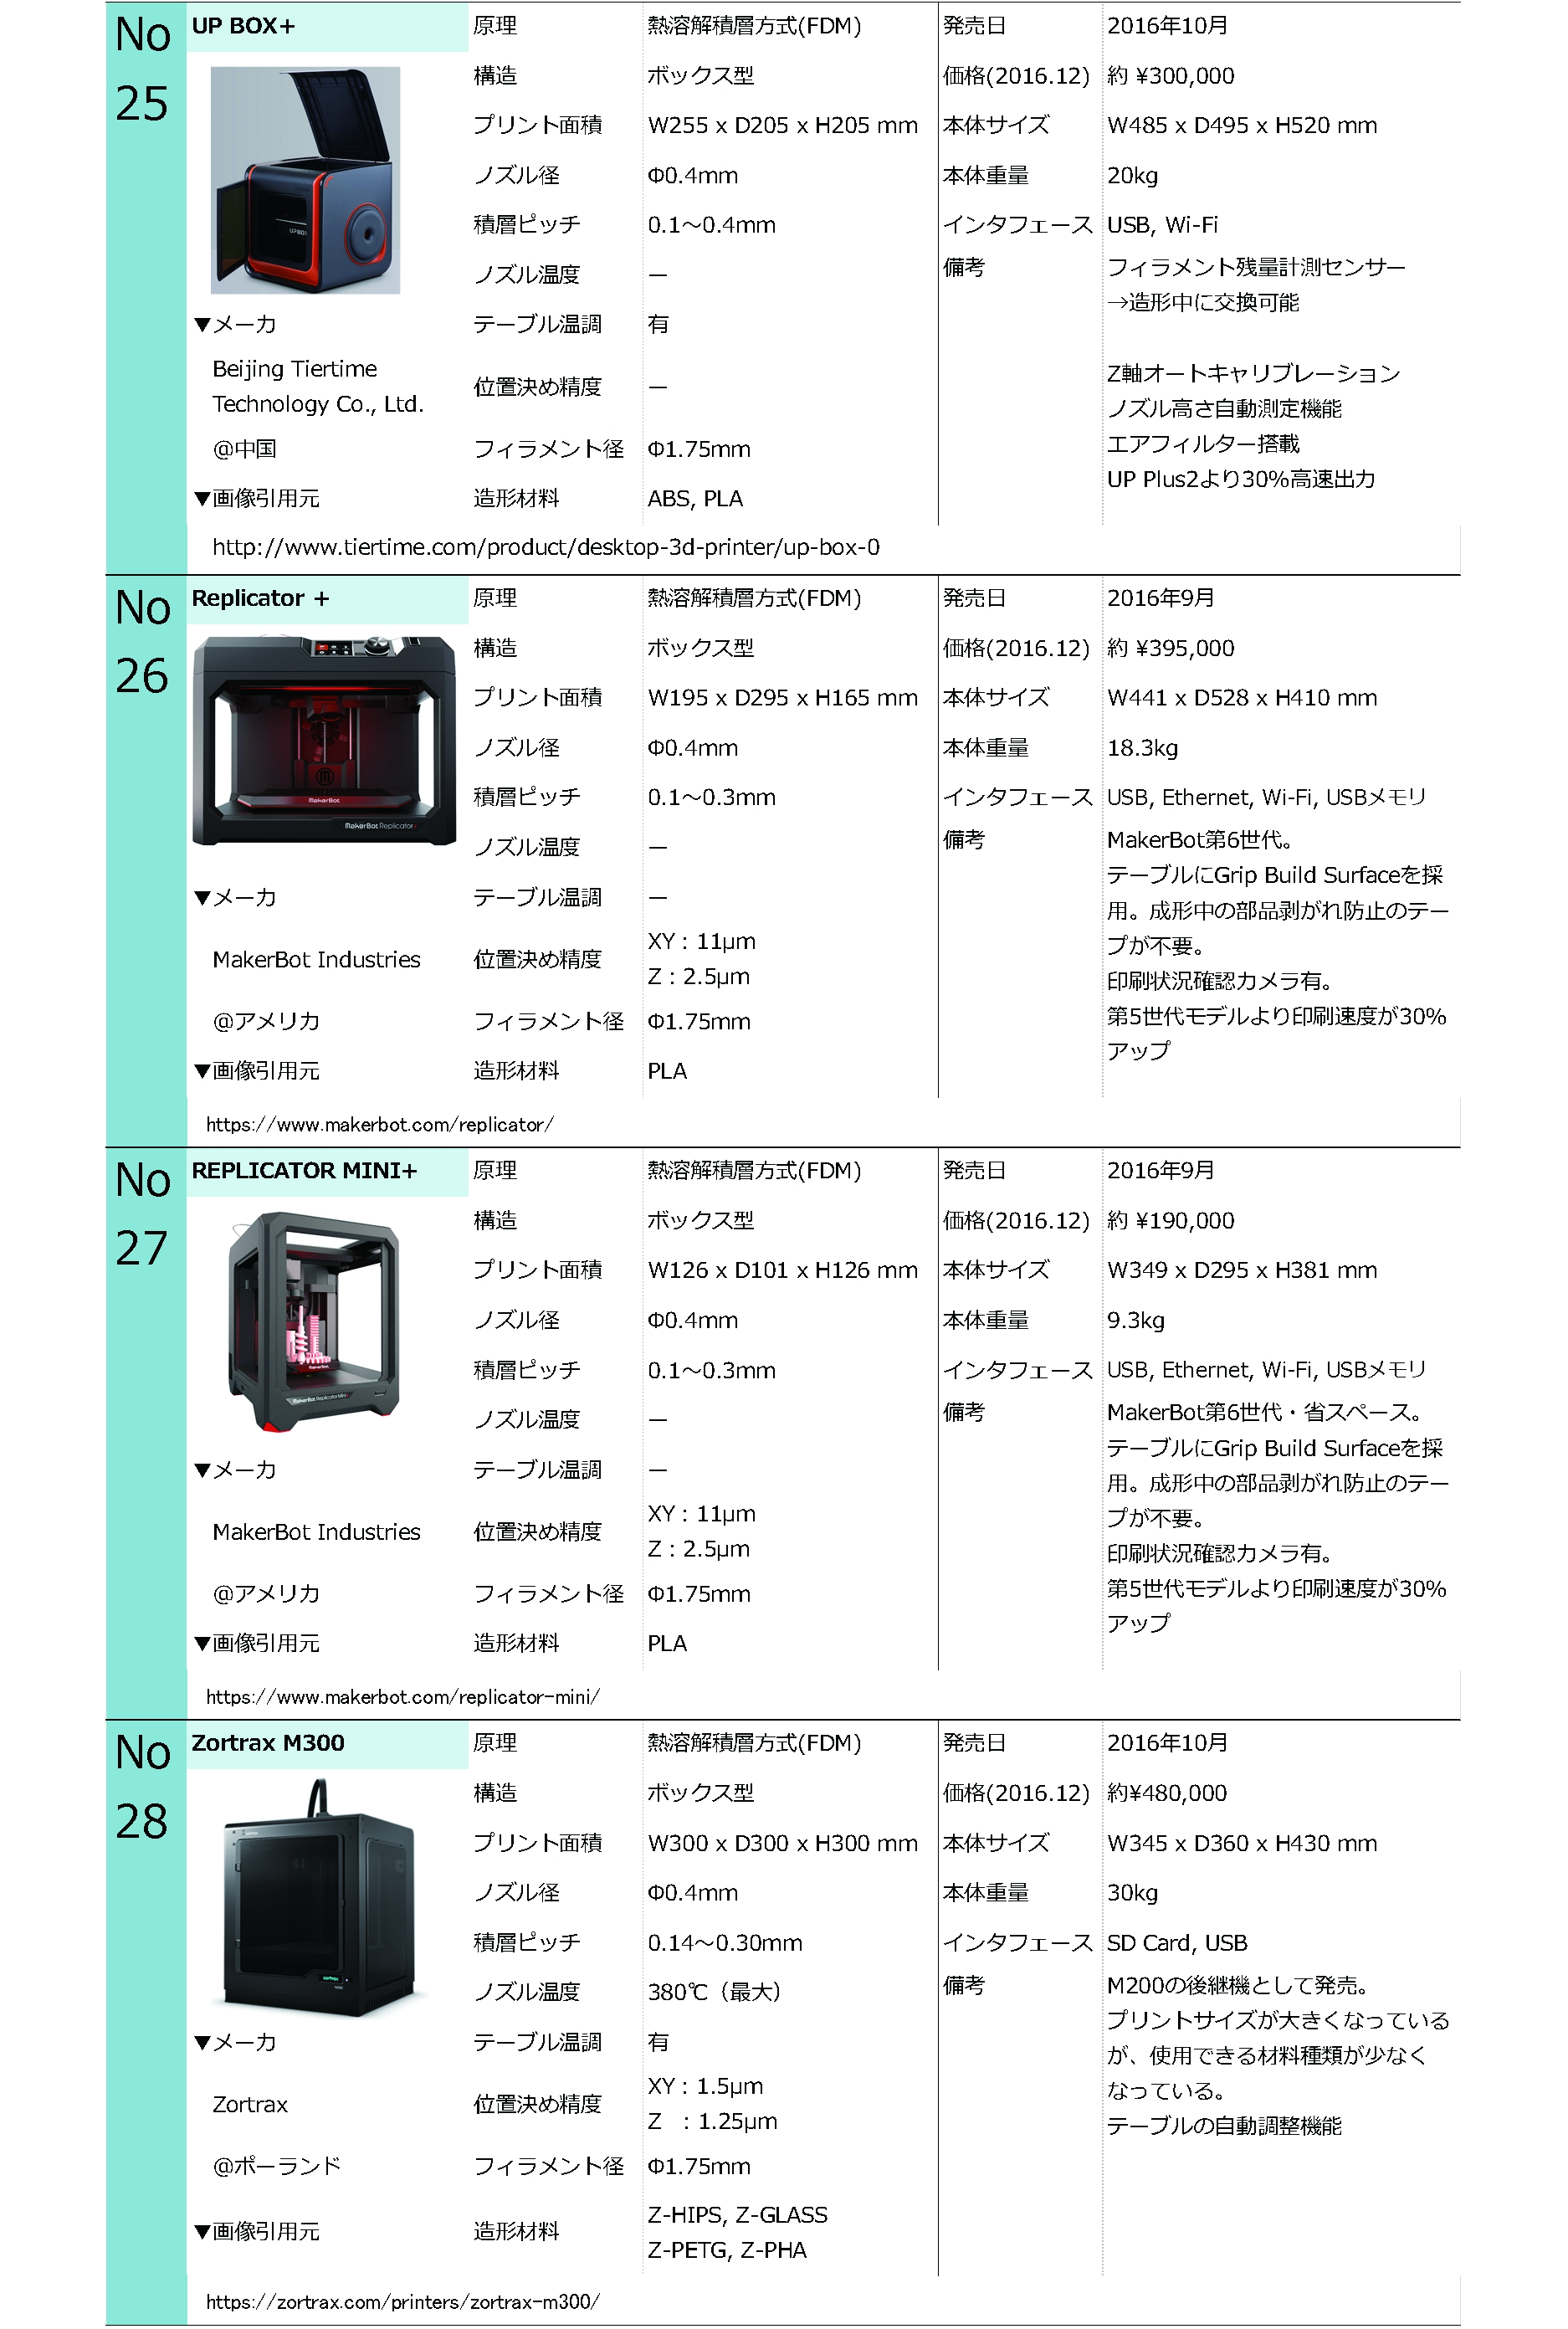 No
25
UP BOX+
原理
熱溶解積層方式(FDM)
発売日
2016年10月
構造
ボックス型
価格(2016.12)
約 ¥300,000
プリント面積
W255 x D205 x H205 mm
本体サイズ
W485 x D495 x H520 mm
ノズル径
Φ0.4mm
本体重量
20kg
積層ピッチ
0.1～0.4mm
インタフェース
USB, Wi-Fi
ノズル温度
－
備考
フィラメント残量計測センサー
→造形中に交換可能
Z軸オートキャリブレーション
ノズル高さ自動測定機能
エアフィルター搭載
UP Plus2より30%高速出力
UP BOX
▼メーカ
テーブル温調
有
Beijing Tiertime
Technology Co., Ltd.
位置決め精度
－
@中国
フィラメント径
Φ1.75mm
▼画像引用元
造形材料
ABS, PLA
http://www.tiertime.com/product/desktop-3d-printer/up-box-0
No
26
Replicator +
原理
熱溶解積層方式(FDM)
発売日
2016年9月
構造
ボックス型
価格(2016.12)
約 ¥395,000
プリント面積
W195 x D295 x H165 mm
本体サイズ
W441 x D528 x H410 mm
ノズル径
Φ0.4mm
本体重量
18.3kg
積層ピッチ
0.1～0.3mm
インタフェース
USB, Ethernet, Wi-Fi, USBメモリ
ノズル温度
－
備考
MakerBot第6世代。
テーブルにGrip Build Surfaceを採
用。成形中の部品剥がれ防止のテー
プが不要。
印刷状況確認カメラ有。
第5世代モデルより印刷速度が30%
アップ
MakerBot
MakerBot Replicator+
▼メーカ
テーブル温調
－
MakerBot Industries
位置決め精度
XY : 11μm
Z : 2.5μm
@アメリカ
フィラメント径
Φ1.75mm
▼画像引用元
造形材料
PLA
https://www.makerbot.com/replicator/
No
27
REPLICATOR MINI+
原理
熱溶解積層方式(FDM)
発売日
2016年9月
構造
ボックス型
価格(2016.12)
約 ¥190,000
プリント面積
W126 x D101 x H126 mm
本体サイズ
W349 x D295 x H381 mm
ノズル径
Φ0.4mm
本体重量
9.3kg
積層ピッチ
0.1～0.3mm
インタフェース
USB, Ethernet, Wi-Fi, USBメモリ
ノズル温度
－
備考
MakerBot第6世代・省スペース。
テーブルにGrip Build Surfaceを採
用。成形中の部品剥がれ防止のテー
プが不要。
印刷状況確認カメラ有。
第5世代モデルより印刷速度が30%
アップ
MakerBot
MakerBot Replicator Mini+
▼メーカ
テーブル温調
－
MakerBot Industries
位置決め精度
XY : 11μm
Z : 2.5μm
@アメリカ
フィラメント径
Φ1.75mm
▼画像引用元
造形材料
PLA
https://www.makerbot.com/replicator-mini/
No
28
Zortrax M300
原理
熱溶解積層方式(FDM)
発売日
2016年10月
構造
ボックス型
価格(2016.12)
約¥480,000
プリント面積
W300 x D300 x H300 mm
本体サイズ
W345 x D360 x H430 mm
ノズル径
Φ0.4mm
本体重量
30kg
積層ピッチ
0.14～0.30mm
インタフェース
SD Card, USB
ノズル温度
380℃（最大）
備考
M200の後継機として発売。
プリントサイズが大きくなっている
が、使用できる材料種類が少なく
なっている。
テーブルの自動調整機能
▼メーカ
テーブル温調
有
Zortrax
位置決め精度
XY : 1.5μm
Z : 1.25μm
@ポーランド
フィラメント径
Φ1.75mm
▼画像引用元
造形材料
Z-HIPS, Z-GLASS
Z-PETG, Z-PHA
https://zortrax.com/printers/zortrax-m300/